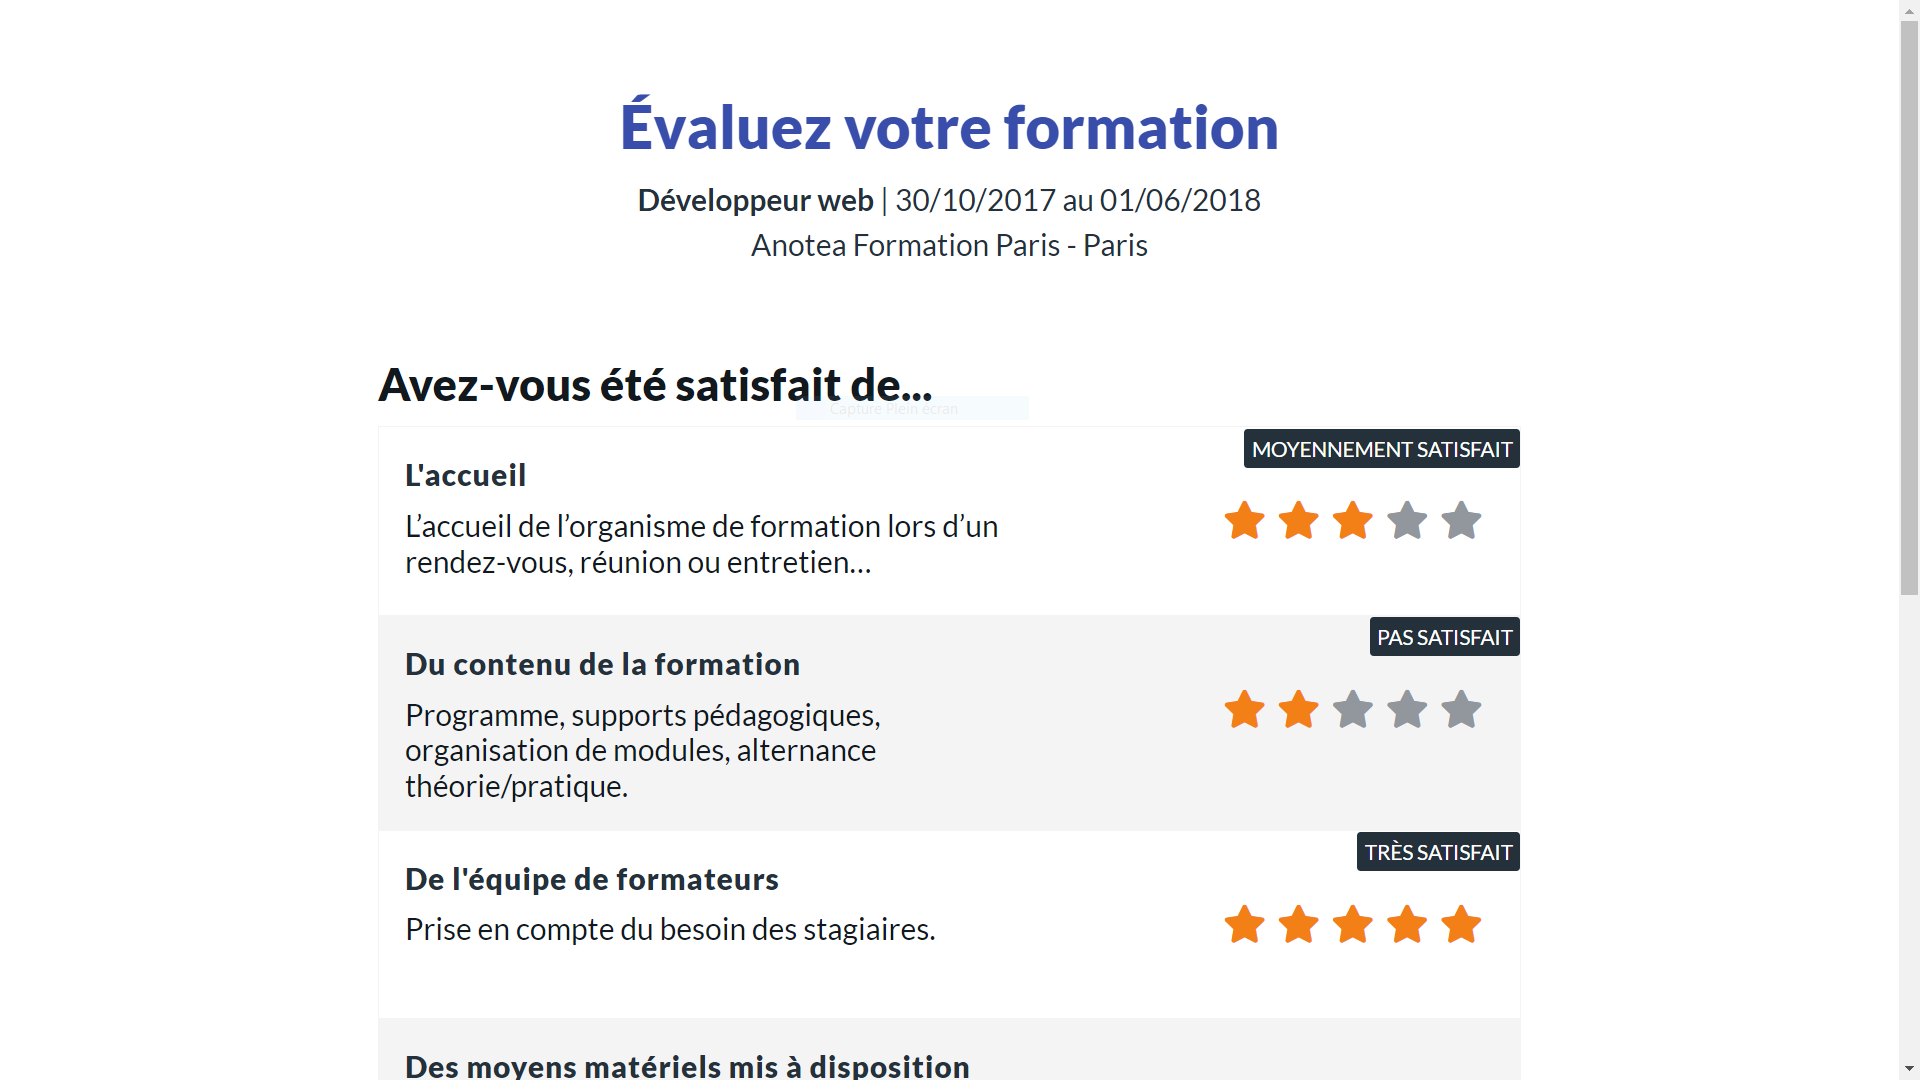 Évaluez votre formation
Développeur web | 30/10/2017 au 01/06/2018
Anotea Formation Paris - Paris
Avez-vous été satisfait de...
Capture Plein écran
MOYENNEMENT SATISFAIT
L'accueil
L’accueil de l’organisme de formation lors d’un
rendez-vous, réunion ou entretien…
PAS SATISFAIT
Du contenu de la formation
Programme, supports pédagogiques,
organisation de modules, alternance
théorie/pratique.
TRÈS SATISFAIT
De l'équipe de formateurs
Prise en compte du besoin des stagiaires.
Des moyens matériels mis à disposition